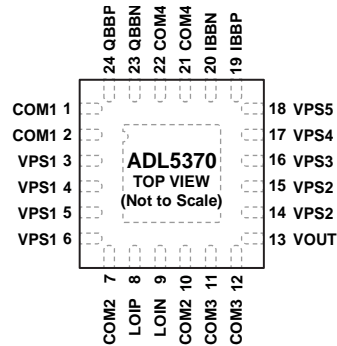 24 QBBP
23 QBBN
22 COM4
21 COM4
20 IBBN
19 IBBP
COM1 1
COM1 2
VPS1 3
VPS1 4
VPS1 5
VPS1 6
ADL5370
TOP VIEW
(Not to Scale)
18 VPS5
17 VPS4
16 VPS3
15 VPS2
14 VPS2
13 VOUT
COM2 7
LOIP 8
LOIN 9
COM2 10
COM3 11
COM3 12